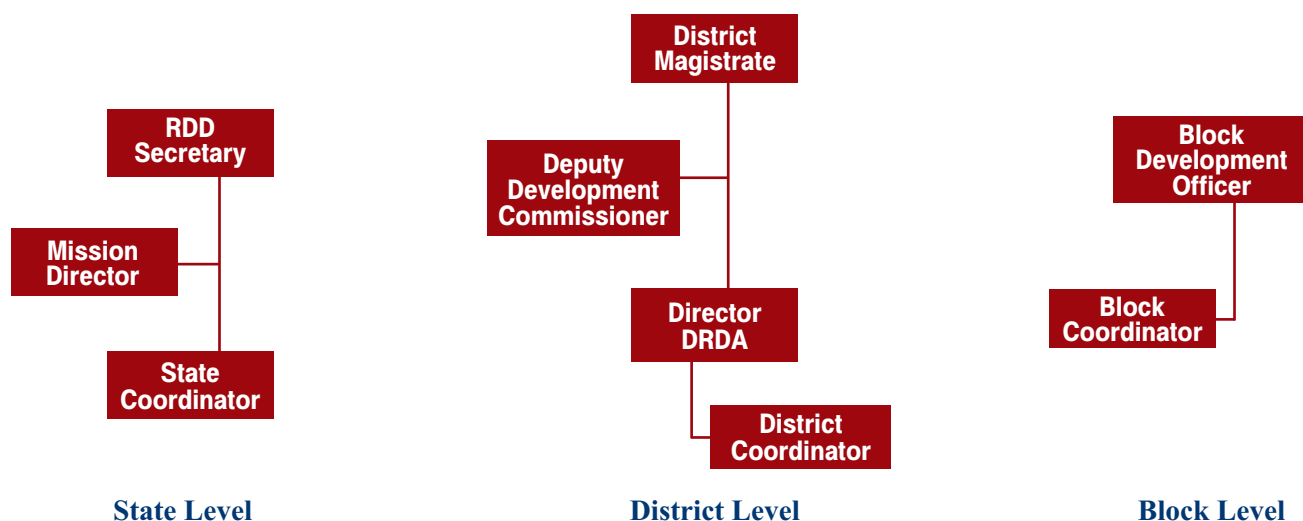 RDD
Secretary
Mission
Director
State
Coordinator
State Level
District
Magistrate
Deputy
Development
Commissioner
Director
DRDA
District
Coordinator
District Level
Block
Development
Officer
Block
Coordinator
Block Level